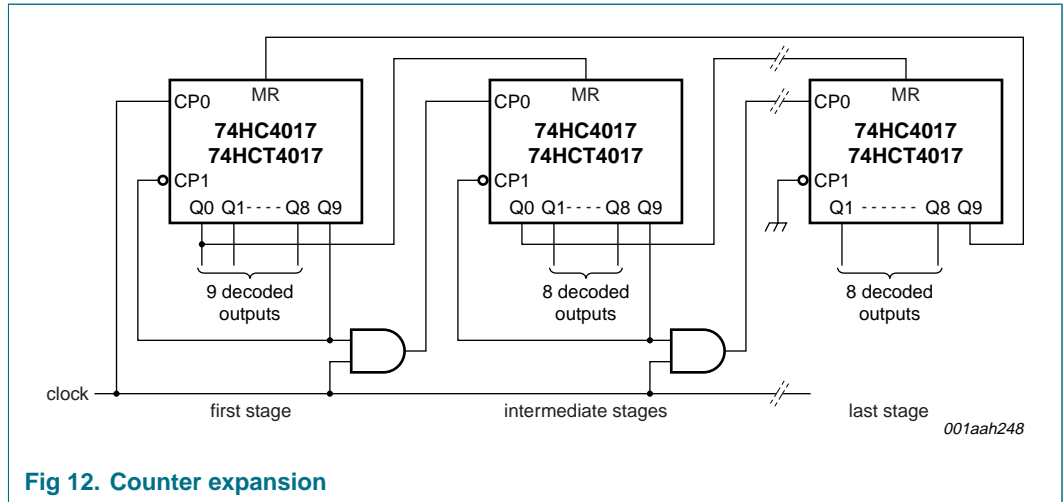 MR MR MR
CP0 CP0 CP0
74HC4017 74HC4017 74HC4017
74HCT4017 74HCT4017 74HCT4017
CP1 CP1 CP1
Q0 Q1 - - - - Q8 Q9 Q0 Q1 - - - - Q8 Q9 Q1 - - - - - - Q8 Q9
9 decoded outputs
8 decoded outputs
8 decoded outputs
clock
first stage intermediate stages last stage
001aah248
Fig 12. Counter expansion